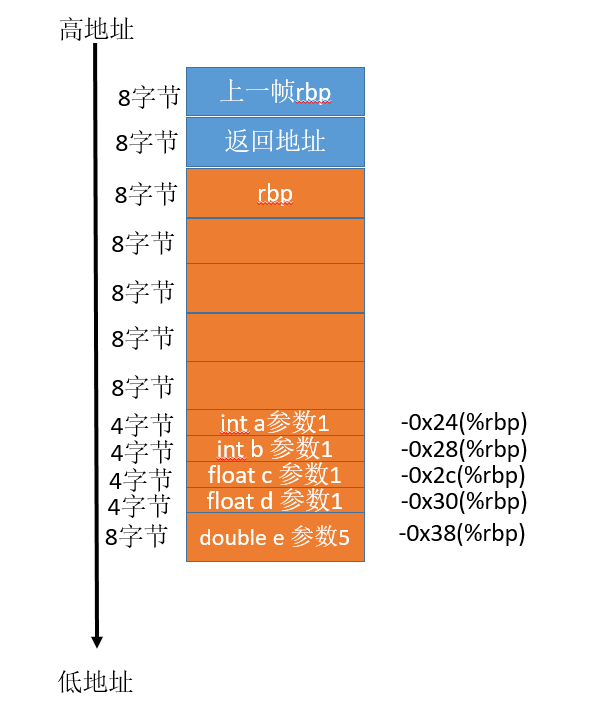 高地址
8字节 上一帧rbp
8字节 返回地址
8字节 rbp
8字节
8字节
8字节
8字节
4字节 int a参数1 -0x24(%rbp)
4字节 int b 参数1 -0x28(%rbp)
4字节 float c 参数1 -0x2c(%rbp)
4字节 float d 参数1 -0x30(%rbp)
8字节 double e 参数5 -0x38(%rbp)
低地址